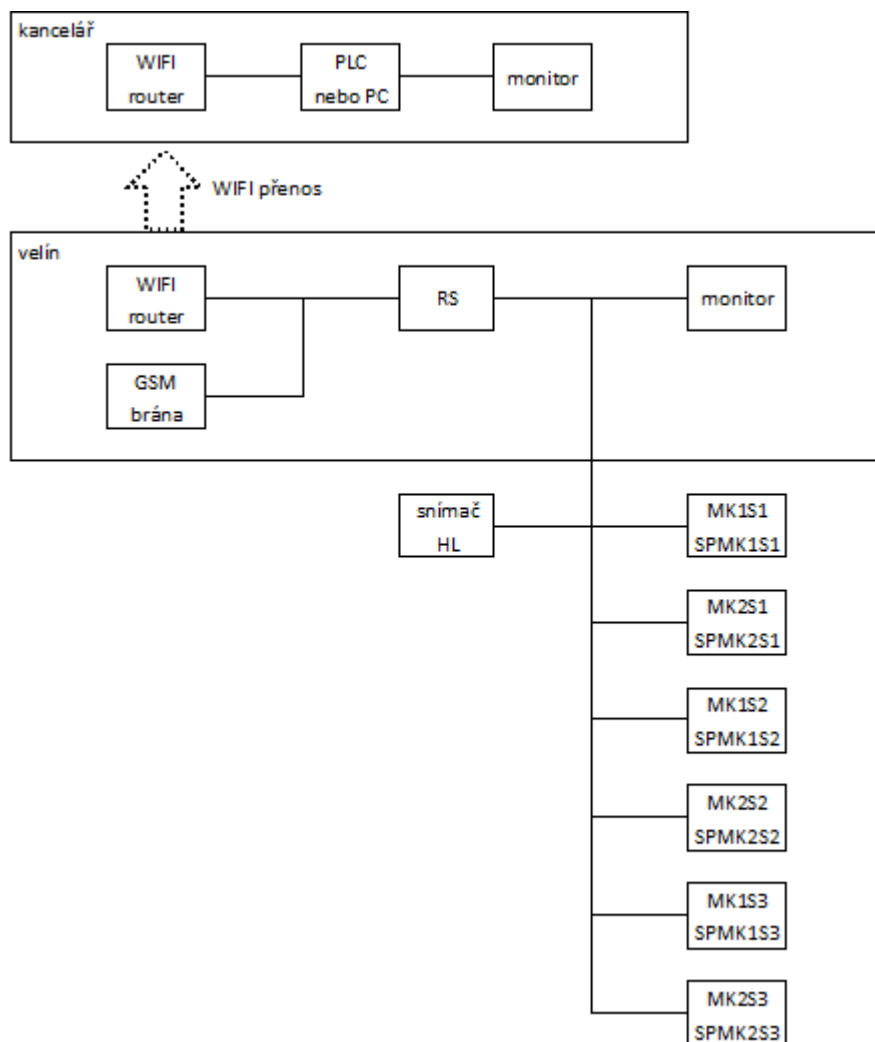 kancelář
WIFI
router
PLC
nebo PC
monitor
WIFI přenos
velín
WIFI
router
RS
monitor
GSM
brána
snímač
HL
MK1S1
SPMK1S1
MK2S1
SPMK2S1
MK1S2
SPMK1S2
MK2S2
SPMK2S2
MK1S3
SPMK1S3
MK2S3
SPMK2S3